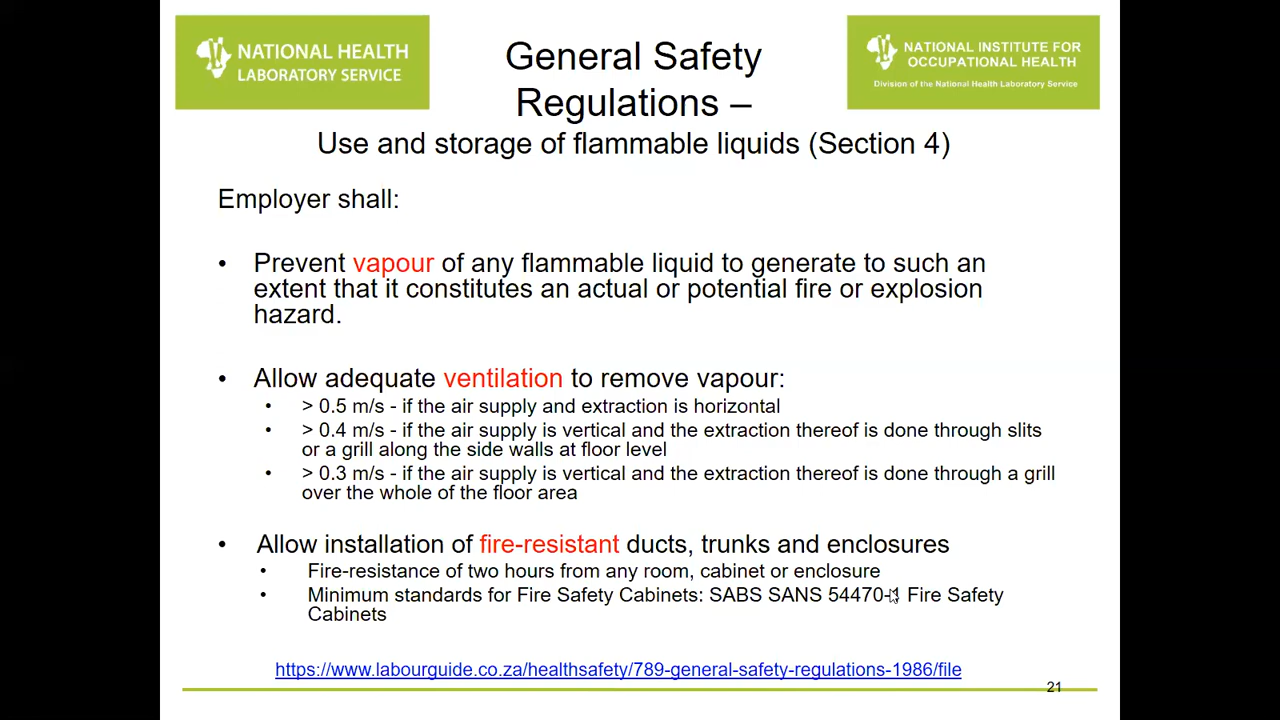 NATIONAL HEALTH
LABORATORY SERVICE
General Safety
Regulations –
NATIONAL INSTITUTE FOR
OCCUPATIONAL HEALTH
Division of the National Health Laboratory Service
Use and storage of flammable liquids (Section 4)
Employer shall:
• Prevent vapour of any flammable liquid to generate to such an
extent that it constitutes an actual or potential fire or explosion
hazard.
• Allow adequate ventilation to remove vapour:
• > 0.5 m/s - if the air supply and extraction is horizontal
• > 0.4 m/s - if the air supply is vertical and the extraction thereof is done through slits
or a grill along the side walls at floor level
• > 0.3 m/s - if the air supply is vertical and the extraction thereof is done through a grill
over the whole of the floor area
• Allow installation of fire-resistant ducts, trunks and enclosures
• Fire-resistance of two hours from any room, cabinet or enclosure
• Minimum standards for Fire Safety Cabinets: SABS SANS Fire Safety
Cabinets
https://www.labourguide.co.za/healthsafety/789-general-safety-regulations-1986/file
21